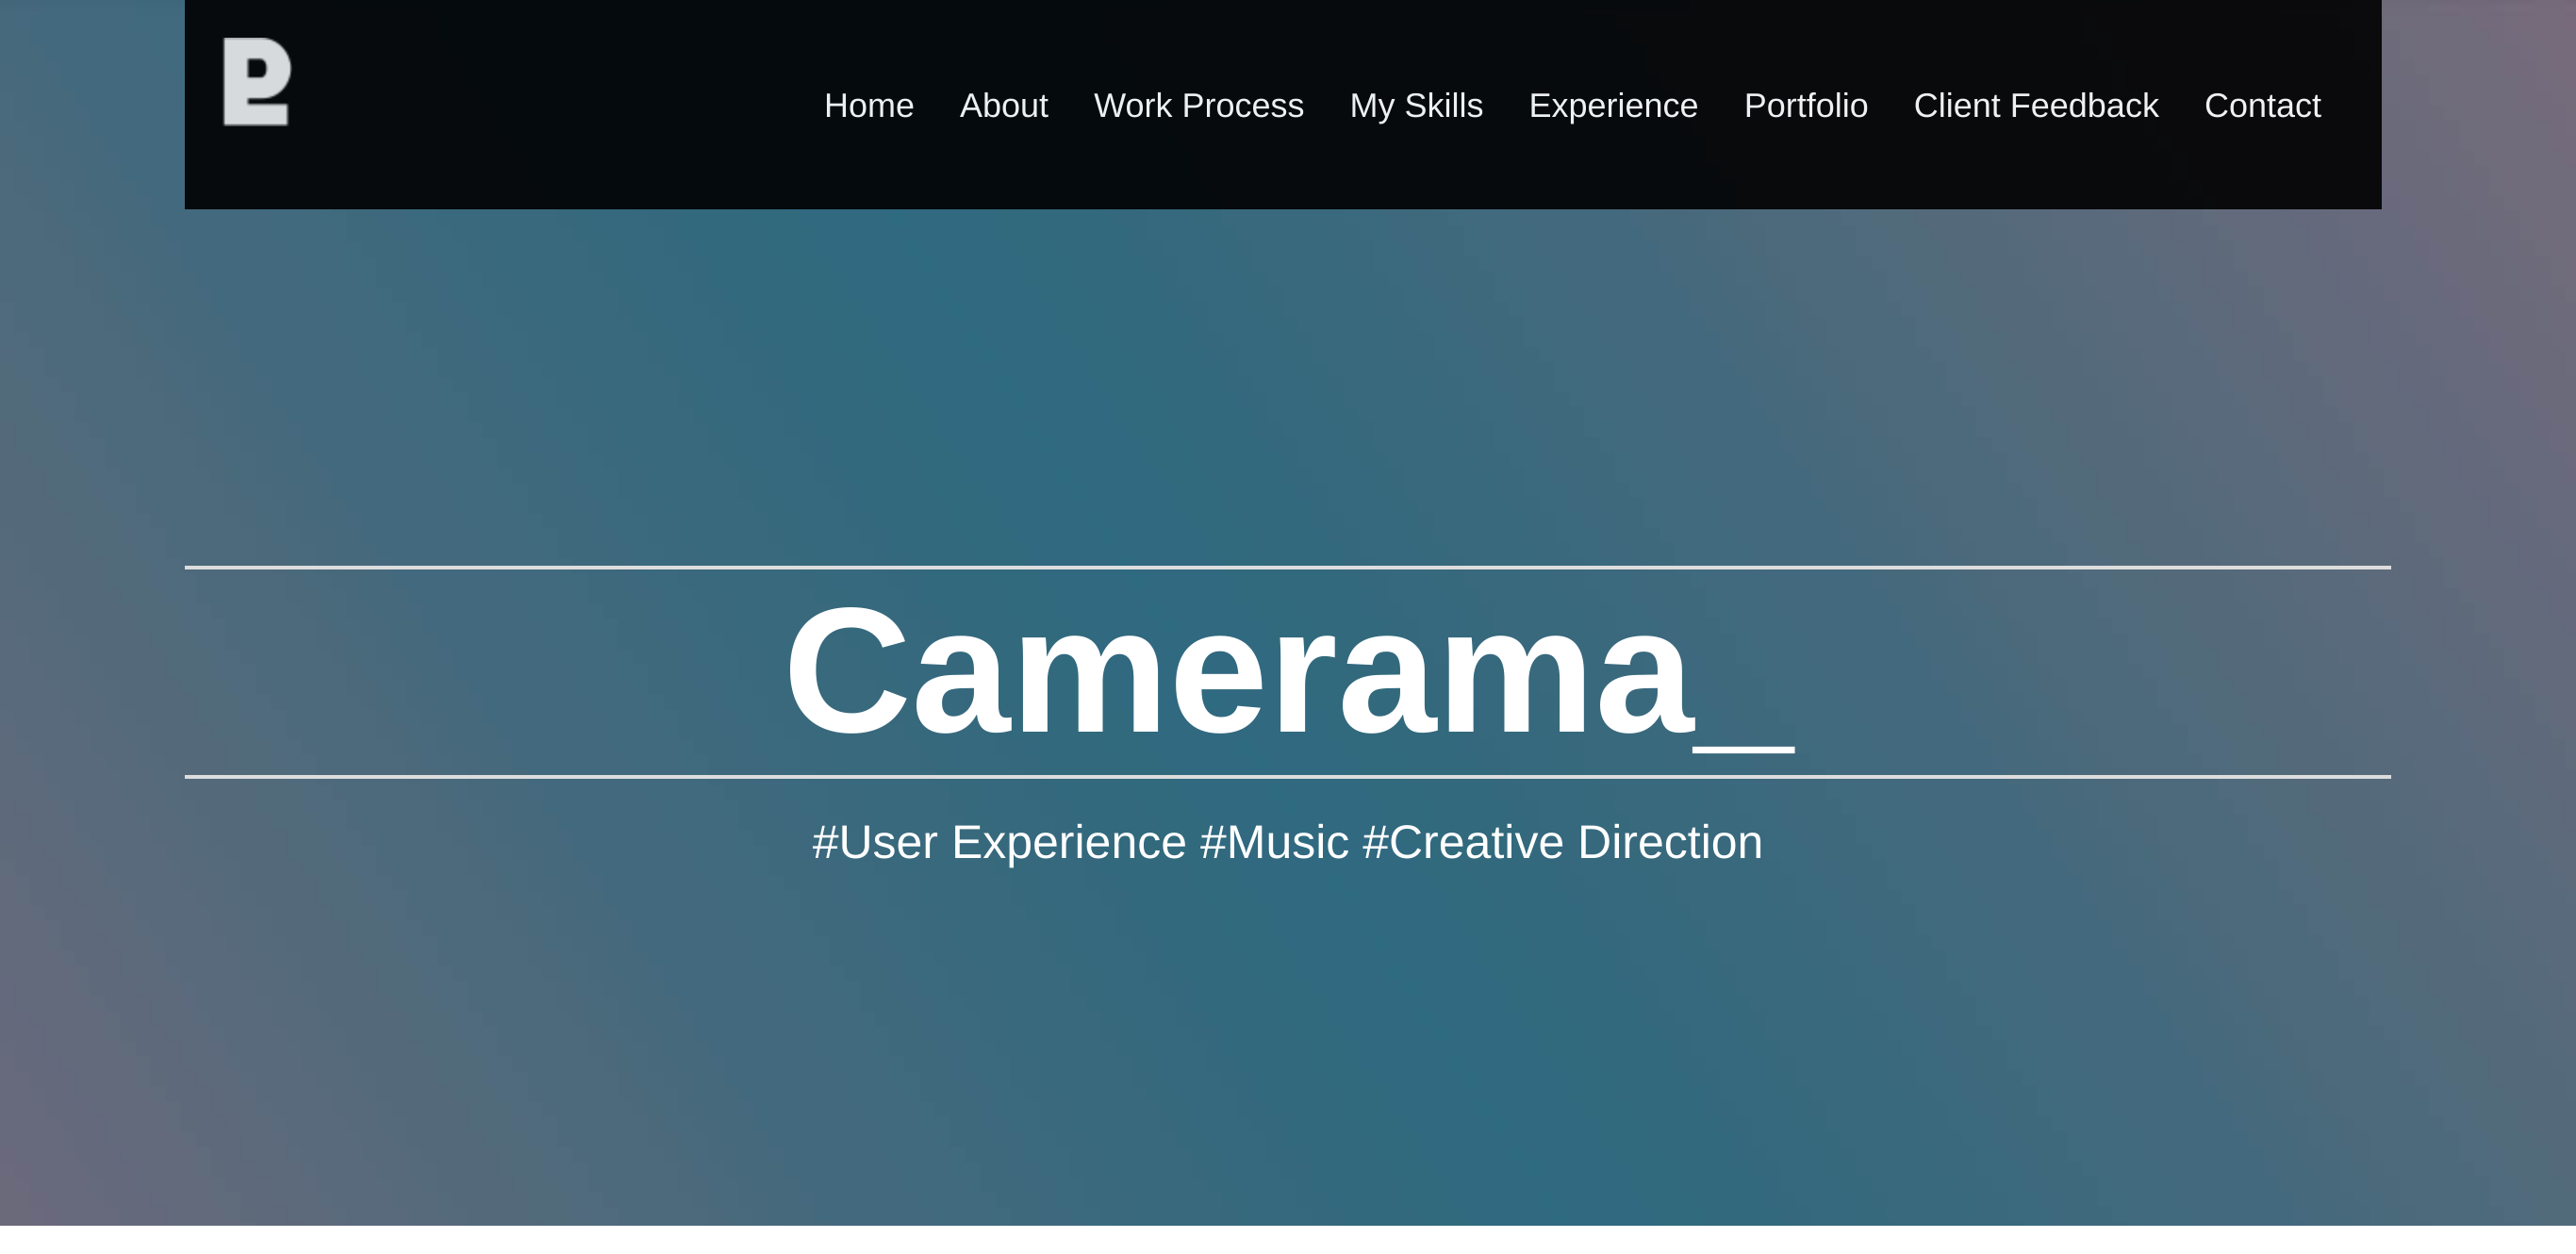 Home About Work Process My Skills Experience Portfolio Client Feedback Contact
Camerama_
#User Experience #Music #Creative Direction